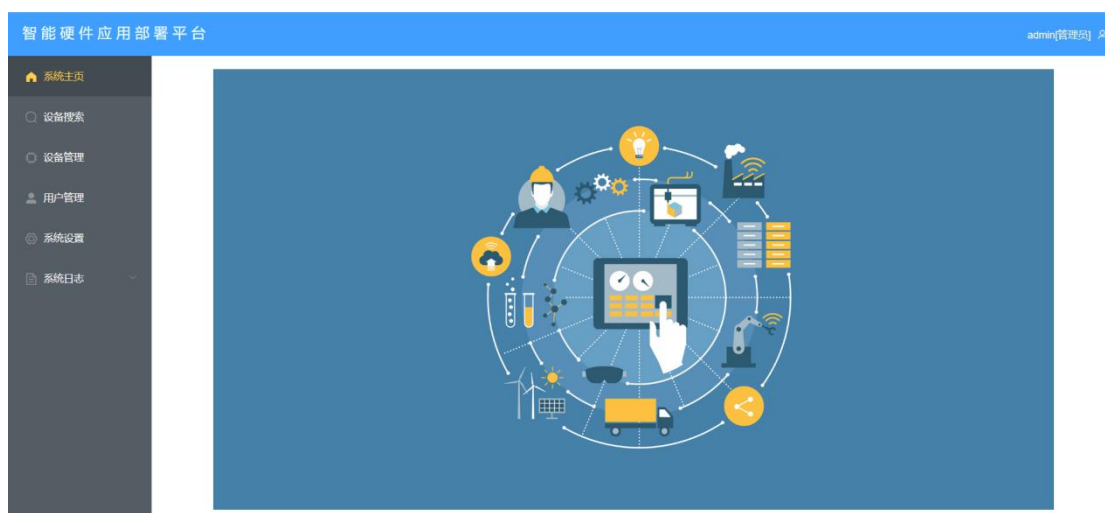 智能硬件应用部署平台
admin[管理员]
系统主页
设备搜索
设备管理
用户管理
系统设置
系统日志